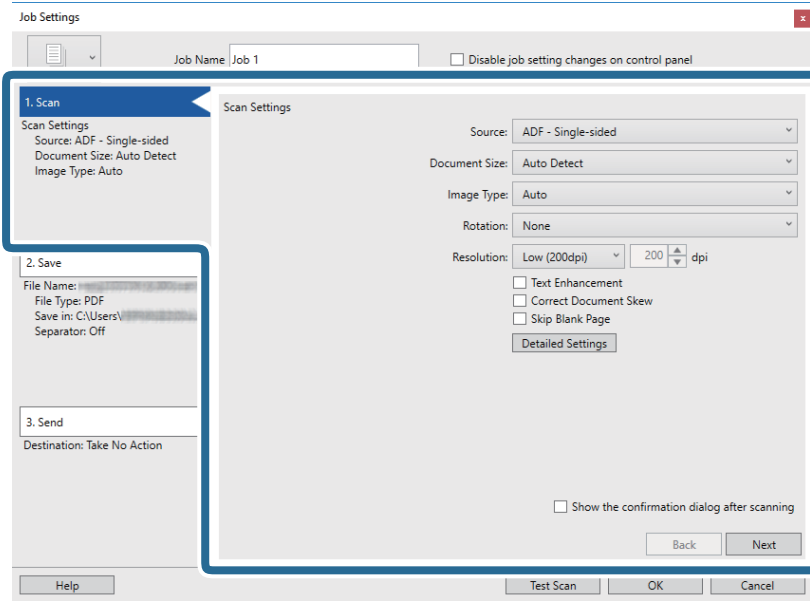 Job Settings
x
Job Name Job 1
Disable job setting changes on control panel
1. Scan
Scan Settings
Source: ADF - Single-sided
Document Size: Auto Detect
Image Type: Auto
2. Save
File Name:
File Type: PDF
Save in: C:\Users\
Separator: Off
3. Send
Destination: Take No Action
Scan Settings
Source: ADF - Single-sided
Document Size: Auto Detect
Image Type: Auto
Rotation: None
Resolution: Low (200dpi) 200 dpi
Text Enhancement
Correct Document Skew
Skip Blank Page
Detailed Settings
Show the confirmation dialog after scanning
Back Next
Help Test Scan OK Cancel